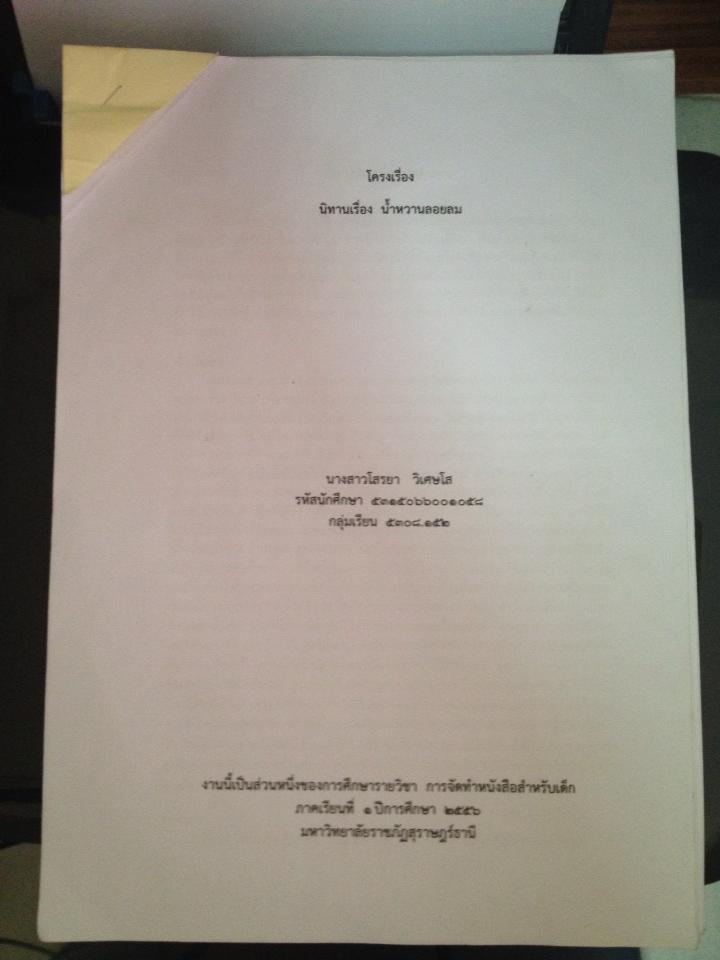 โครงเรื่อง
นิทานเรื่อง น้ำหวานลอยลม
นางสาวโสรยา วิเศษโส
รหัสนักศึกษา ๕๓๑๕๐๖๖๐๐๑๐๕๘
กลุ่มเรียน ๕๓๐๘.๑๕๒
งานนี้เป็นส่วนหนึ่งของการศึกษารายวิชา การจัดทำหนังสือสำหรับเด็ก
ภาคเรียนที่ ๑ ปีการศึกษา ๒๕๕๖
มหาวิทยาลัยราชภัฏสุราษฎร์ธานี